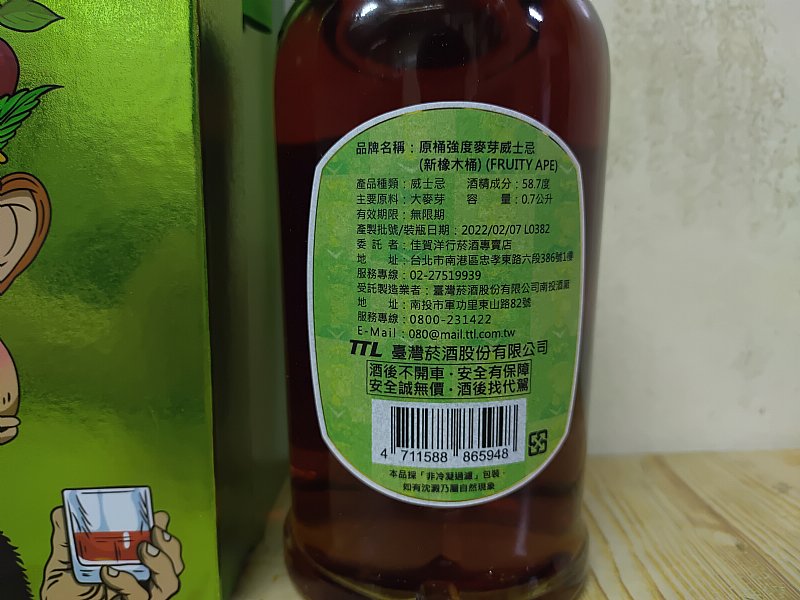 品牌名稱：原桶強度麥芽威士忌
(新橡木桶) (FRUITY APE)
產品種類：威士忌 酒精成分：58.7度
主要原料：大麥芽 容 量：0.7公升
有效期限：無限期
產製批號/裝瓶日期：2022/02/07 L0382
委 託 者：佳賀洋行菸酒專賣店
地 址：台北市南港區忠孝東路六段386號1樓
服務專線：02-27519939
受託製造業者：臺灣菸酒股份有限公司南投酒廠
地 址：南投市軍功里東山路82號
服務專線：0800-231422
E-Mail：080@mail.ttl.com.tw
TTL 臺灣菸酒股份有限公司
酒後不開車·安全有保障
安全誠無價·酒後找代駕
4 711588 865948
本品採「非冷凝過濾」包裝，
如有沈澱乃屬自然現象